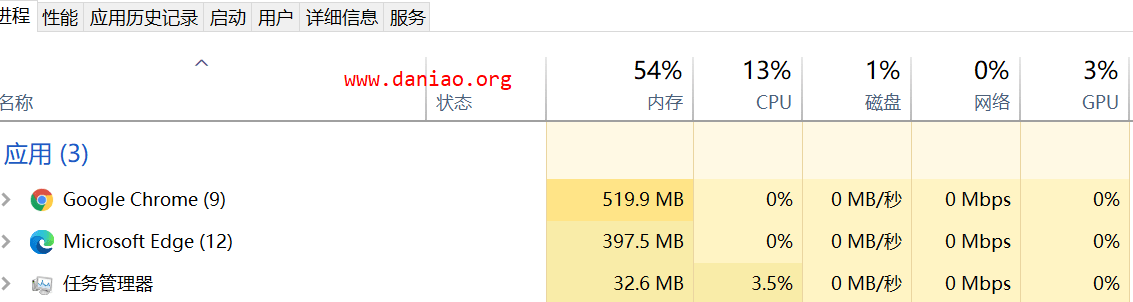 进程 性能 应用历史记录 启动 用户 详细信息 服务
www.daniao.org
54% 13% 1% 0% 3%
名称 状态 内存 CPU 磁盘 网络 GPU
应用 (3)
Google Chrome (9) 519.9 MB 0% 0 MB/秒 0 Mbps 0%
Microsoft Edge (12) 397.5 MB 0% 0 MB/秒 0 Mbps 0%
任务管理器 32.6 MB 3.5% 0 MB/秒 0 Mbps 0%